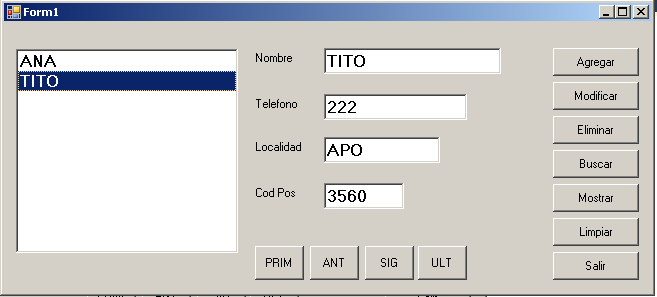 Form1
ANA
TITO
Nombre TITO
Telefono 222
Localidad APO
Cod Pos 3560
PRIM ANT SIG ULT
Agregar
Modificar
Eliminar
Buscar
Mostrar
Limpiar
Salir